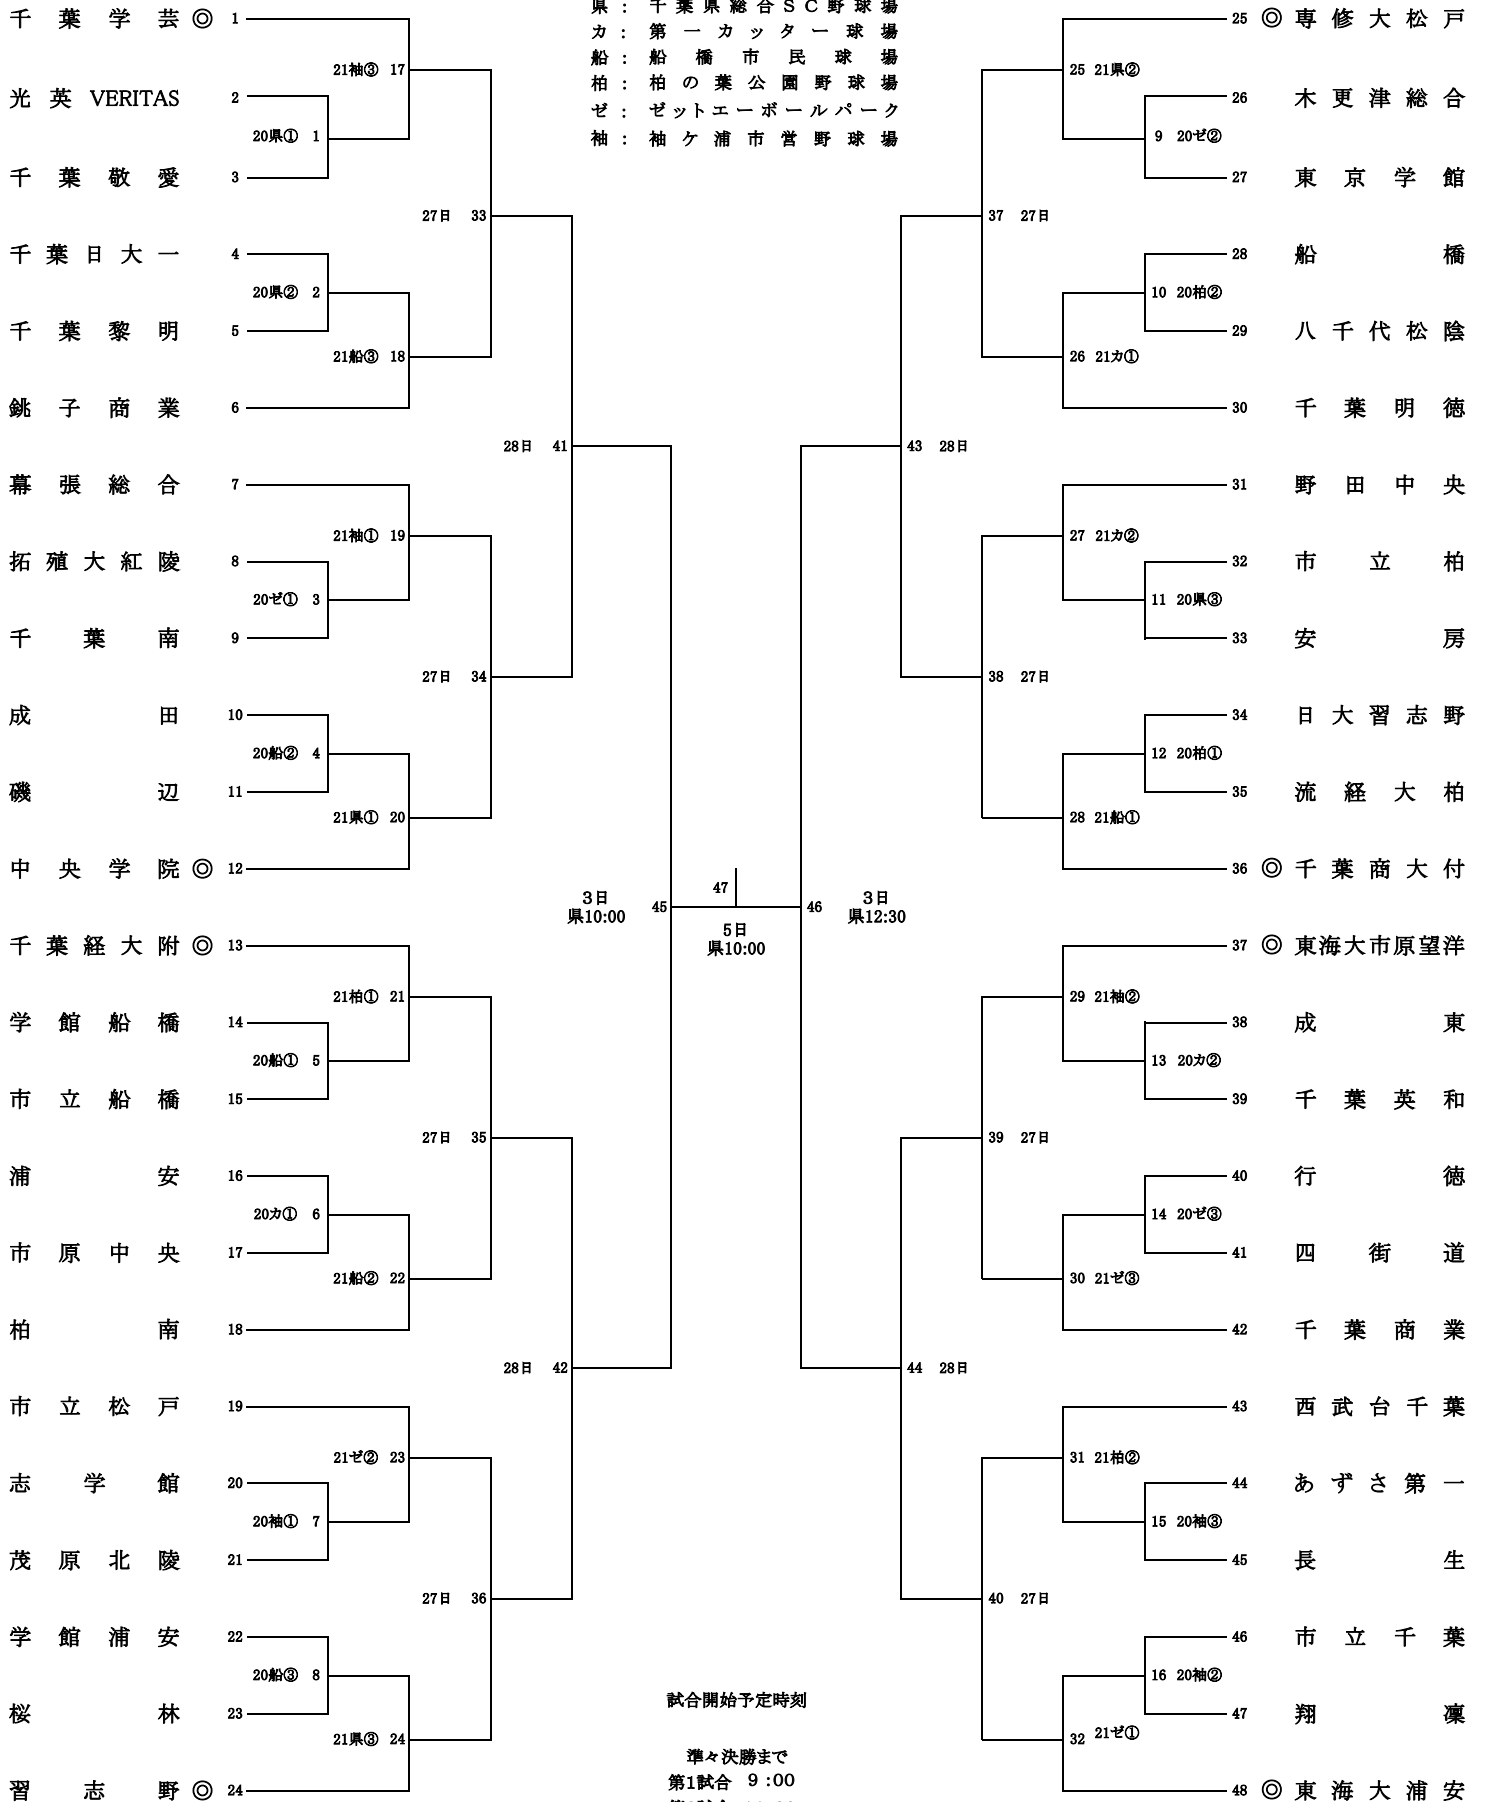 県：千葉県総合ＳＣ野球場
カ：第一カッター球場
船：船橋市民球場
柏：柏の葉公園野球場
ゼ：ゼットエーボールパーク
袖：袖ケ浦市営野球場
千葉学芸 ◎ 1
21袖③ 17
光英 VERITAS 2
20県① 1
千葉敬愛 3
27日 33
千葉日大一 4
20県② 2
千葉黎明 5
21船③ 18
銚子商業 6
28日 41
幕張総合 7
21袖① 19
拓殖大紅陵 8
20ゼ① 3
千葉南 9
27日 34
成田 10
20船② 4
磯辺 11
21県① 20
中央学院 ◎ 12
3日
県10:00
45
47
5日
県10:00
46
3日
県12:30
千葉経大附 ◎ 13
21柏① 21
学館船橋 14
20船① 5
市立船橋 15
27日 35
浦安 16
20カ① 6
市原中央 17
21船② 22
柏南 18
28日 42
市立松戸 19
21ゼ② 23
志学館 20
20袖① 7
茂原北陵 21
27日 36
学館浦安 22
20船③ 8
桜林 23
21県③ 24
習志野 ◎ 24
25 ◎ 専修大松戸
25 21県②
26 木更津総合
9 20ゼ②
27 東京学館
37 27日
28 船橋
10 20柏②
29 八千代松陰
26 21カ①
30 千葉明徳
43 28日
31 野田中央
27 21カ②
32 市立柏
11 20県③
33 安房
38 27日
34 日大習志野
12 20柏①
35 流経大柏
28 21船①
36 ◎ 千葉商大付
37 ◎ 東海大市原望洋
29 21袖②
38 成東
13 20カ②
39 千葉英和
39 27日
40 行徳
14 20ゼ③
41 四街道
30 21ゼ③
42 千葉商業
44 28日
43 西武台千葉
31 21柏②
44 あずさ第一
15 20袖③
45 長生
40 27日
46 市立千葉
16 20袖②
47 翔凜
32 21ゼ①
48 ◎ 東海大浦安
試合開始予定時刻
準々決勝まで
第1試合 9:00